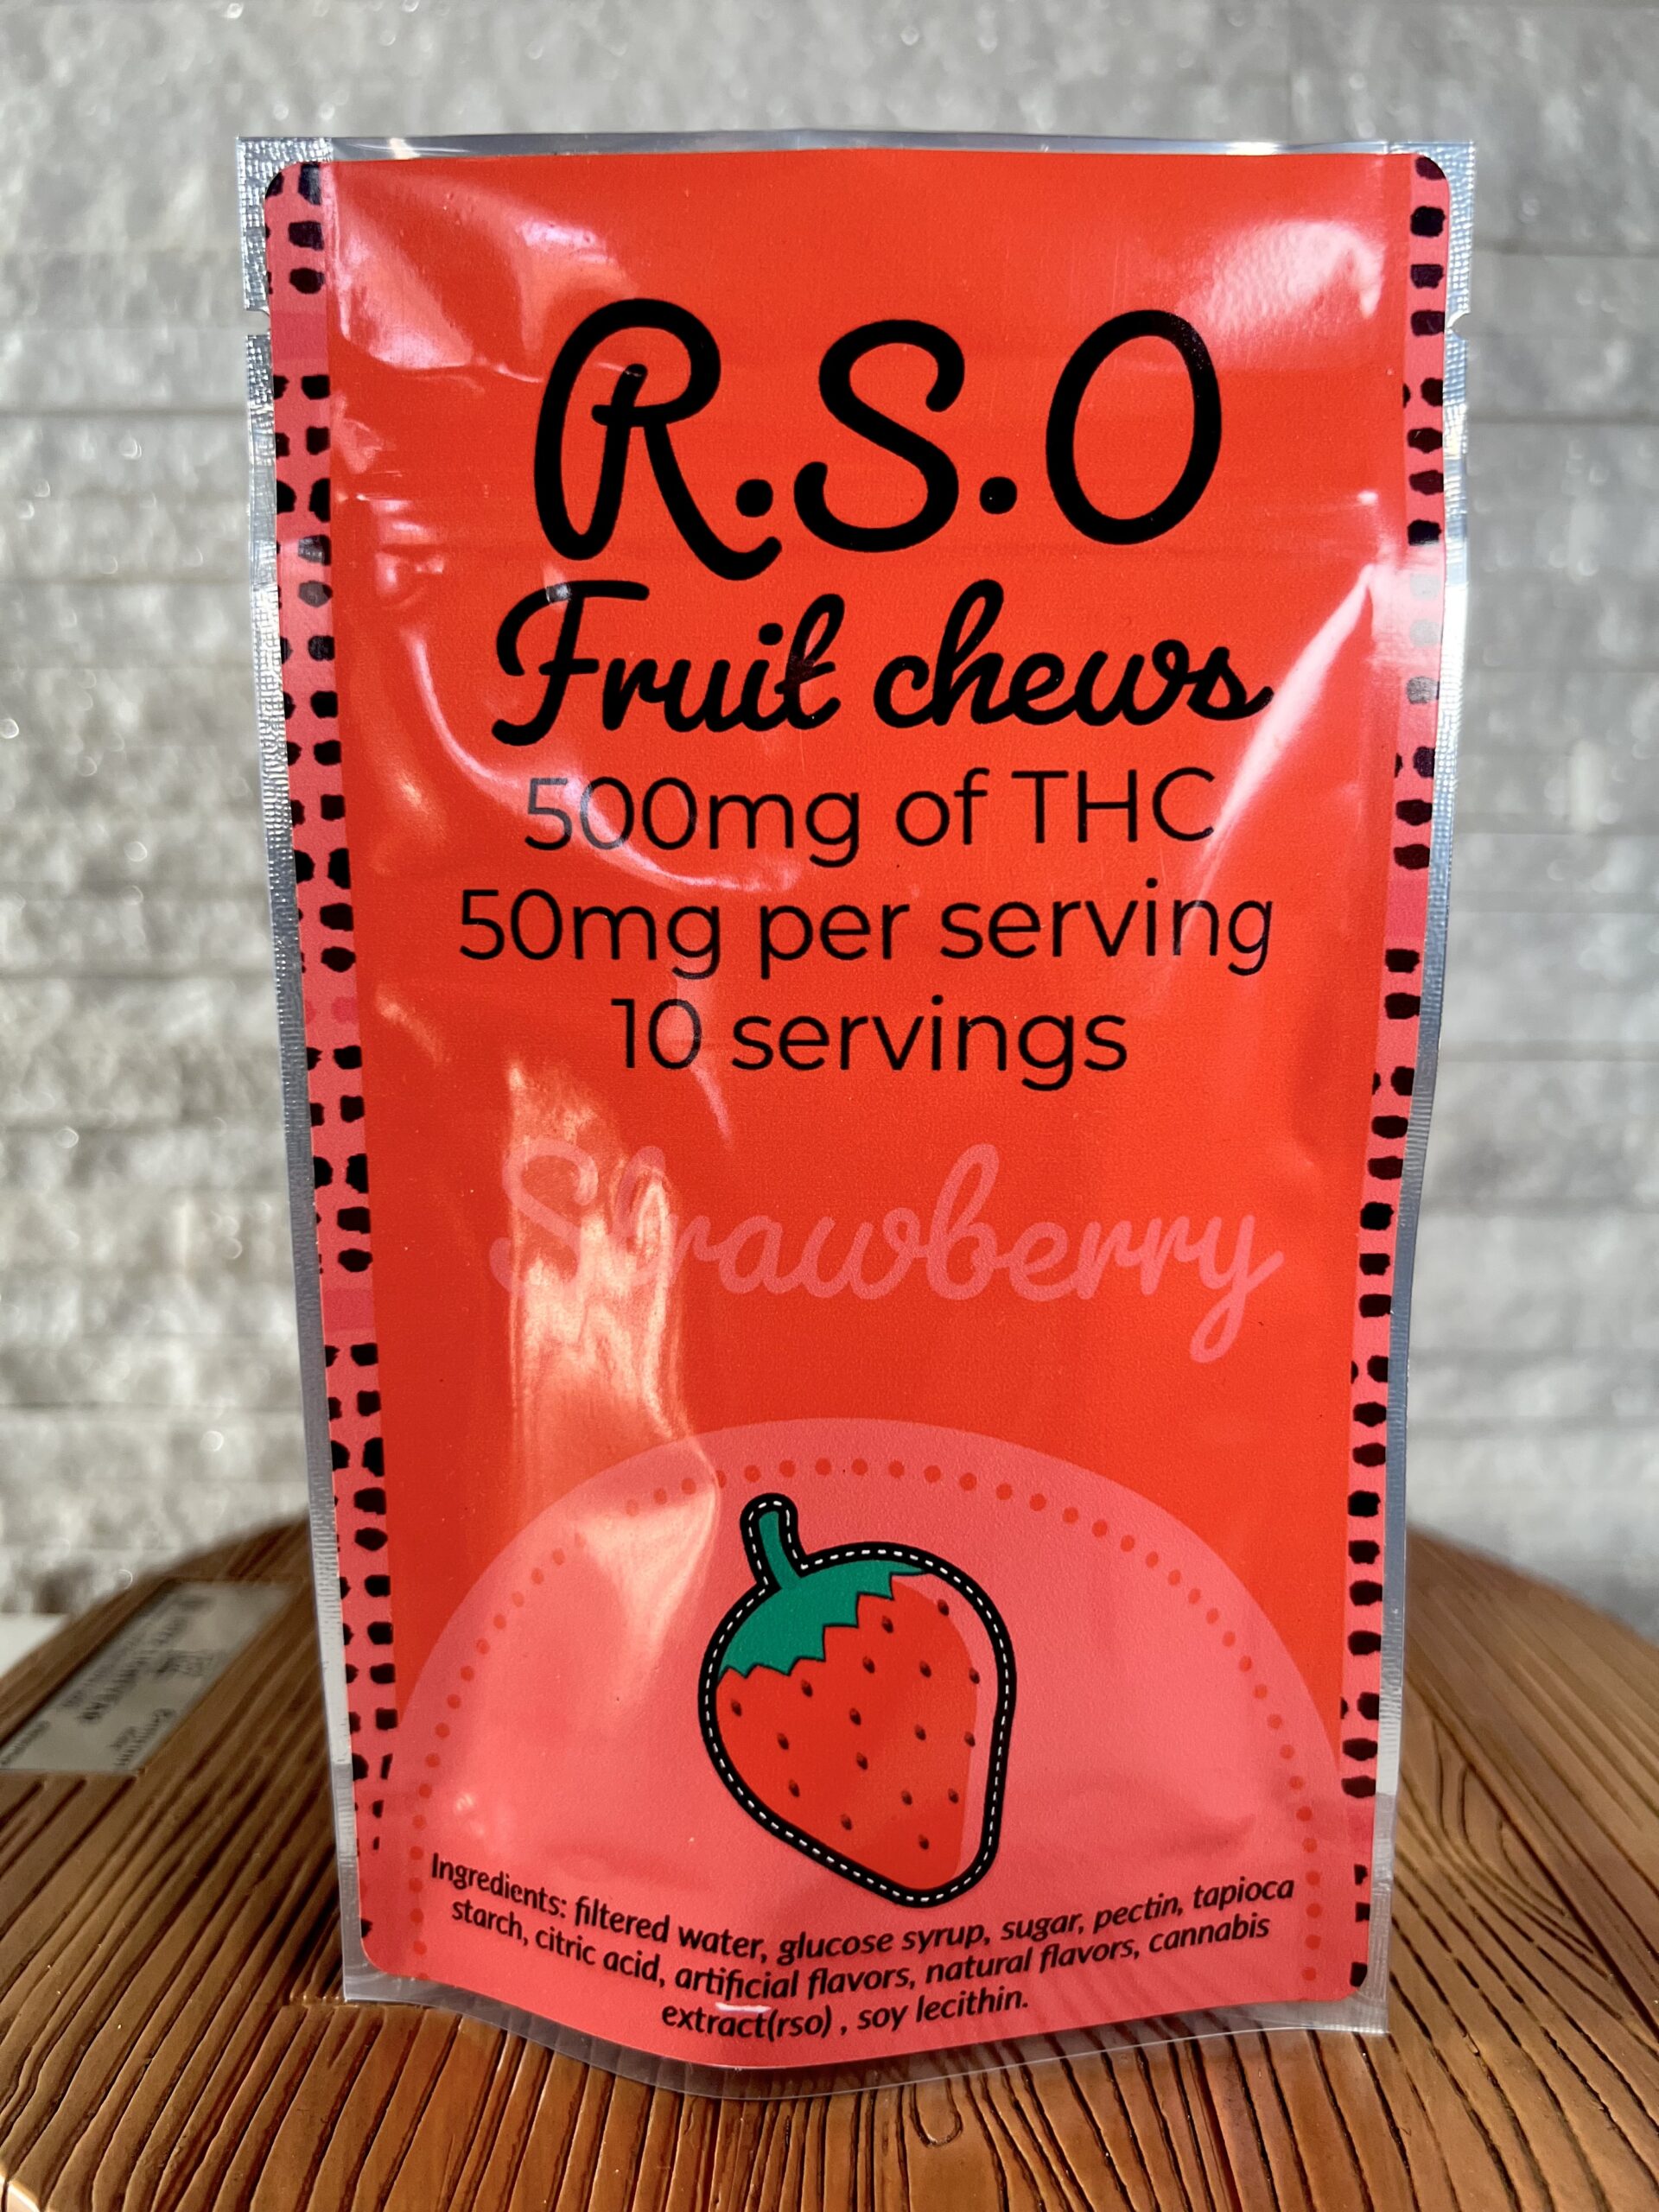 R.S.O
Fruit chews
500mg of THC
50mg per serving
10 servings
Strawberry
Ingredients: filtered water, glucose syrup, sugar, pectin, tapioca
starch, citric acid, artificial flavors, natural flavors, cannabis
extract(rso) , soy lecithin.